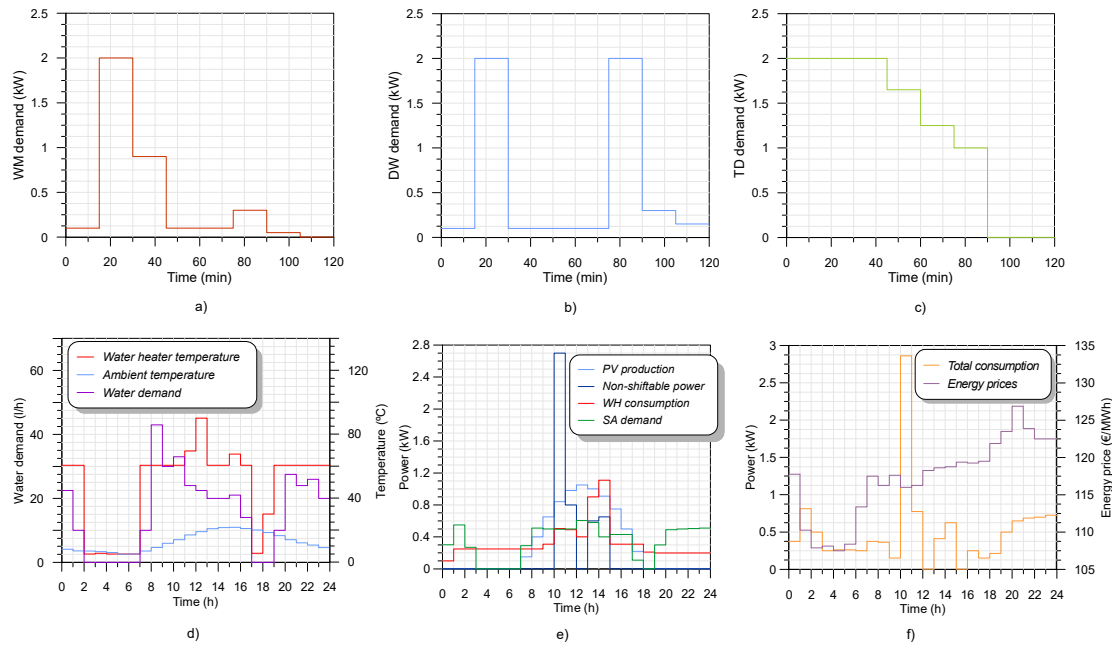 2.5
2
1.5
1
0.5
0
WM demand (kW)
0 20 40 60 80 100 120
Time (min)
a)
2.5
2
1.5
1
0.5
0
DW demand (kW)
0 20 40 60 80 100 120
Time (min)
b)
2.5
2
1.5
1
0.5
0
TD demand (kW)
0 20 40 60 80 100 120
Time (min)
c)
Water heater temperature
Ambient temperature
Water demand
60
40
20
0
Water demand (l/h)
120
80
40
0
Temperature (ºC)
0 2 4 6 8 10 12 14 16 18 20 22 24
Time (h)
d)
PV production
Non-shiftable power
WH consumption
SA demand
2.8
2.4
2
1.6
1.2
0.8
0.4
0
Power (kW)
0 2 4 6 8 10 12 14 16 18 20 22 24
Time (h)
e)
Total consumption
Energy prices
3
2.5
2
1.5
1
0.5
0
Power (kW)
135
130
125
120
115
110
105
Energy price (€/MWh)
0 2 4 6 8 10 12 14 16 18 20 22 24
Time (h)
f)